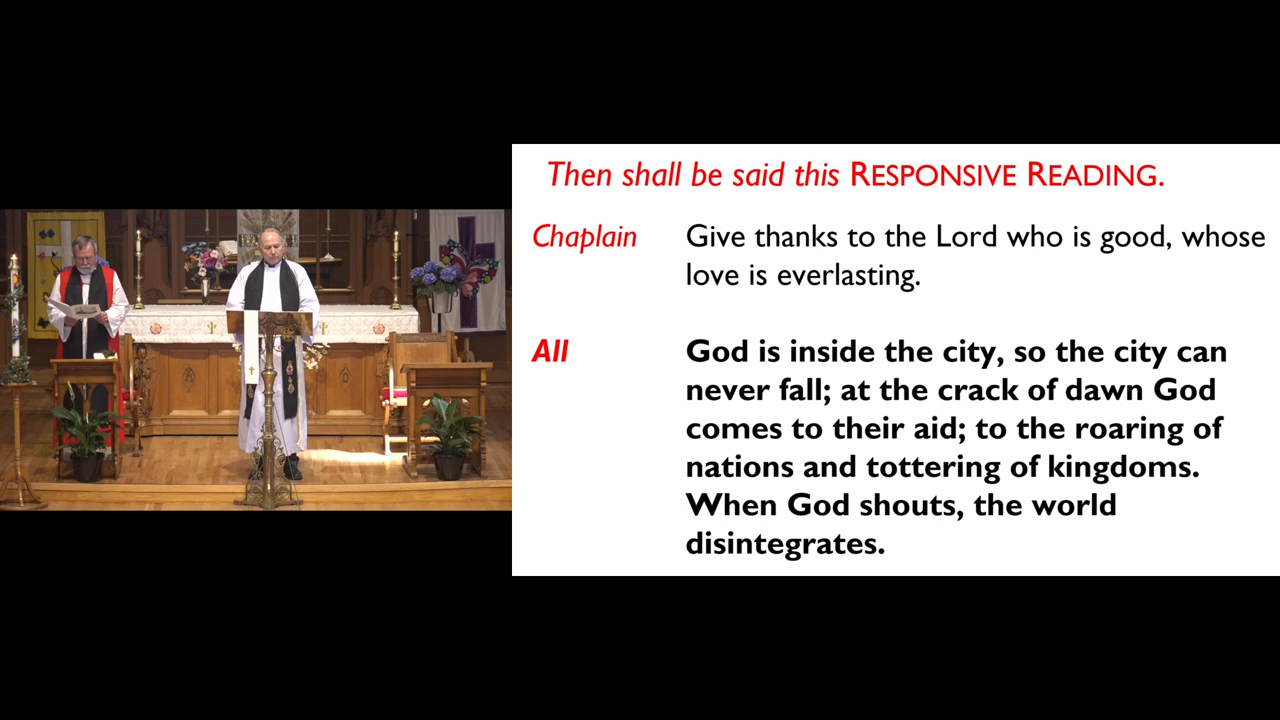 Then shall be said this RESPONSIVE READING.
Chaplain Give thanks to the Lord who is good, whose
love is everlasting.
All God is inside the city, so the city can
never fall; at the crack of dawn God
comes to their aid; to the roaring of
nations and tottering of kingdoms.
When God shouts, the world
disintegrates.